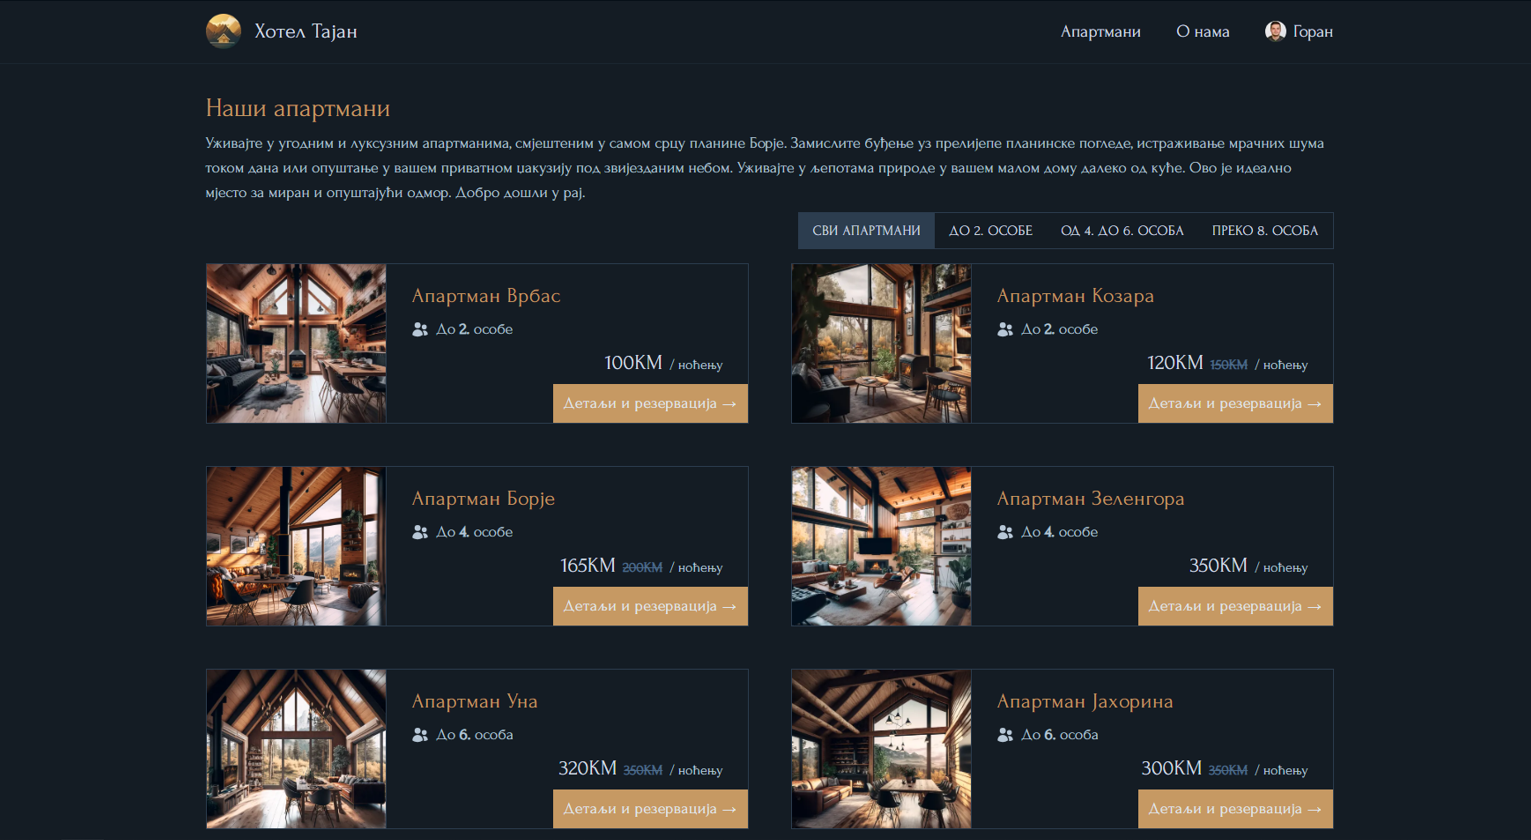 Хотел Тајан
Апартмани
О нама
Горан
Наши апартмани
Уживајте у угодним и луксузним апартманима, смјештеним у самом срцу планине Борје. Замислите буђење уз прелијепе планинске погледе, истраживање мрачних шума
током дана или опуштање у вашем приватном џакузију под звијезданим небом. Уживајте у љепотама природе у вашем малом дому далеко од куће. Ово је идеално
мјесто за миран и опуштајући одмор. Добро дошли у рај.
СВИ АПАРТМАНИ
ДО 2. ОСОБЕ
ОД 4. ДО 6. ОСОБА
ПРЕКО 8. ОСОБА
Апартман Врбас
До 2. особе
100КМ / ноћењу
Детаљи и резервација →
Апартман Козара
До 2. особе
120КМ 150КМ / ноћењу
Детаљи и резервација →
Апартман Борје
До 4. особе
165КМ 200КМ / ноћењу
Детаљи и резервација →
Апартман Зеленгора
До 4. особе
350КМ / ноћењу
Детаљи и резервација →
Апартман Уна
До 6. особа
320КМ 350КМ / ноћењу
Детаљи и резервација →
Апартман Јахорина
До 6. особа
300КМ 350КМ / ноћењу
Детаљи и резервација →